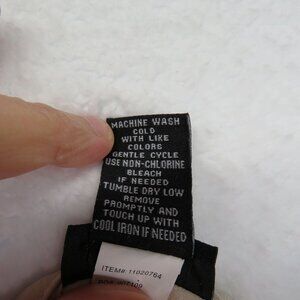 MACHINE WASH
COLD
WITH LIKE
COLORS
GENTLE CYCLE
USE NON-CHLORINE
BLEACH
IF NEEDED
TUMBLE DRY LOW
REMOVE
PROMPTLY AND
TOUCH UP WITH
COOL IRON IF NEEDED
ITEM# 11020764